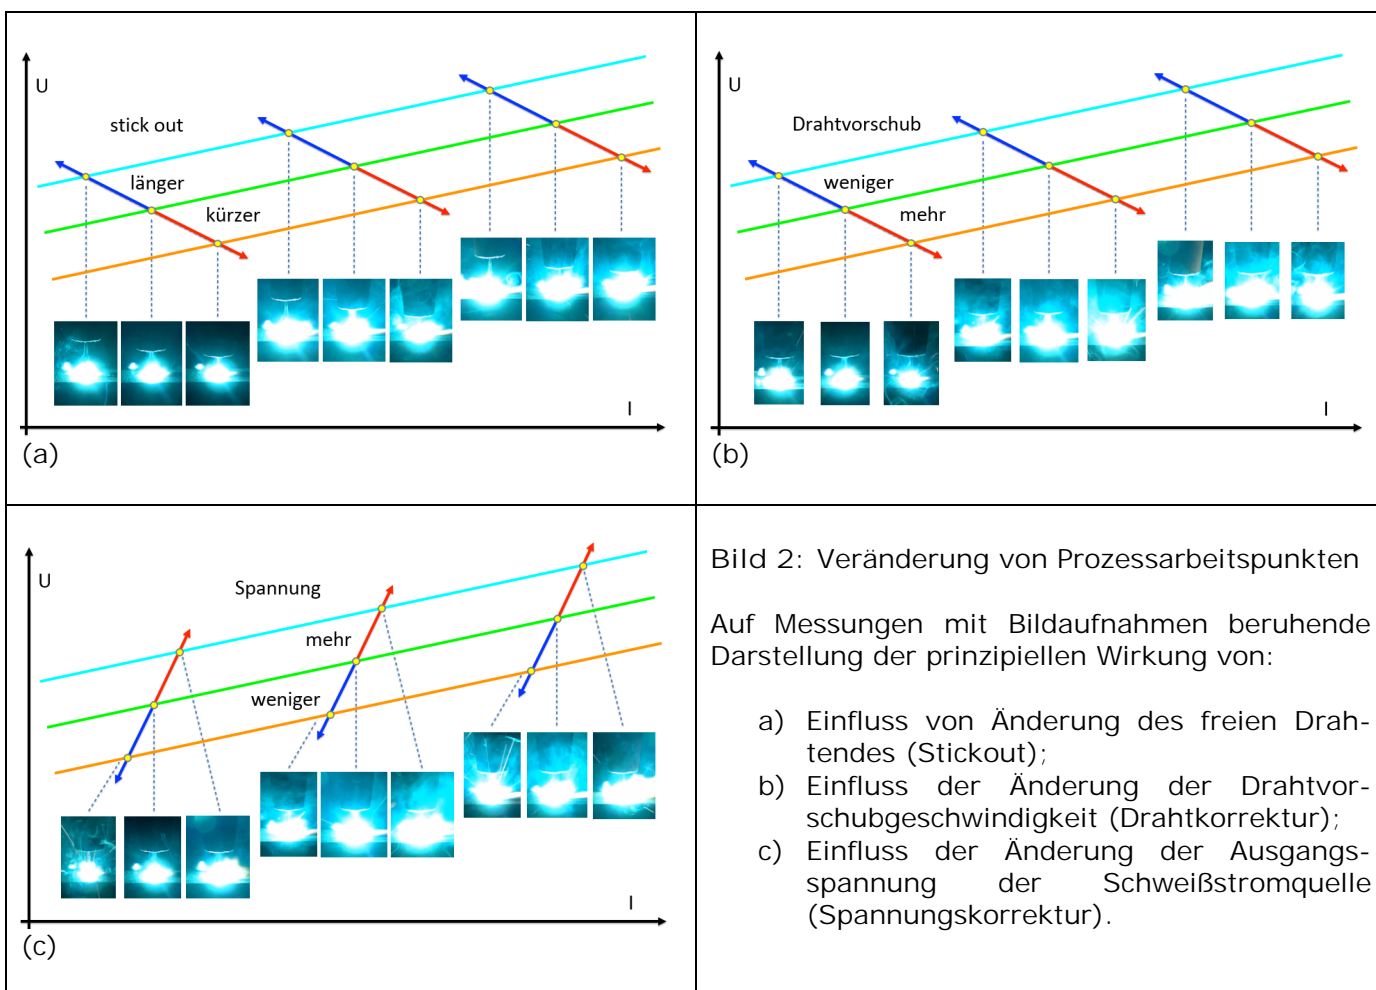 U
stick out
länger
kürzer
I
(a)
U
Drahtvorschub
weniger
mehr
I
(b)
U
Spannung
mehr
weniger
I
(c)
Bild 2: Veränderung von Prozessarbeitspunkten
Auf Messungen mit Bildaufnahmen beruhende
Darstellung der prinzipiellen Wirkung von:
a) Einfluss von Änderung des freien Drah-
tendes (Stickout);
b) Einfluss der Änderung der Drahtvor-
schubgeschwindigkeit (Drahtkorrektur);
c) Einfluss der Änderung der Ausgangs-
spannung der Schweißstromquelle
(Spannungskorrektur).